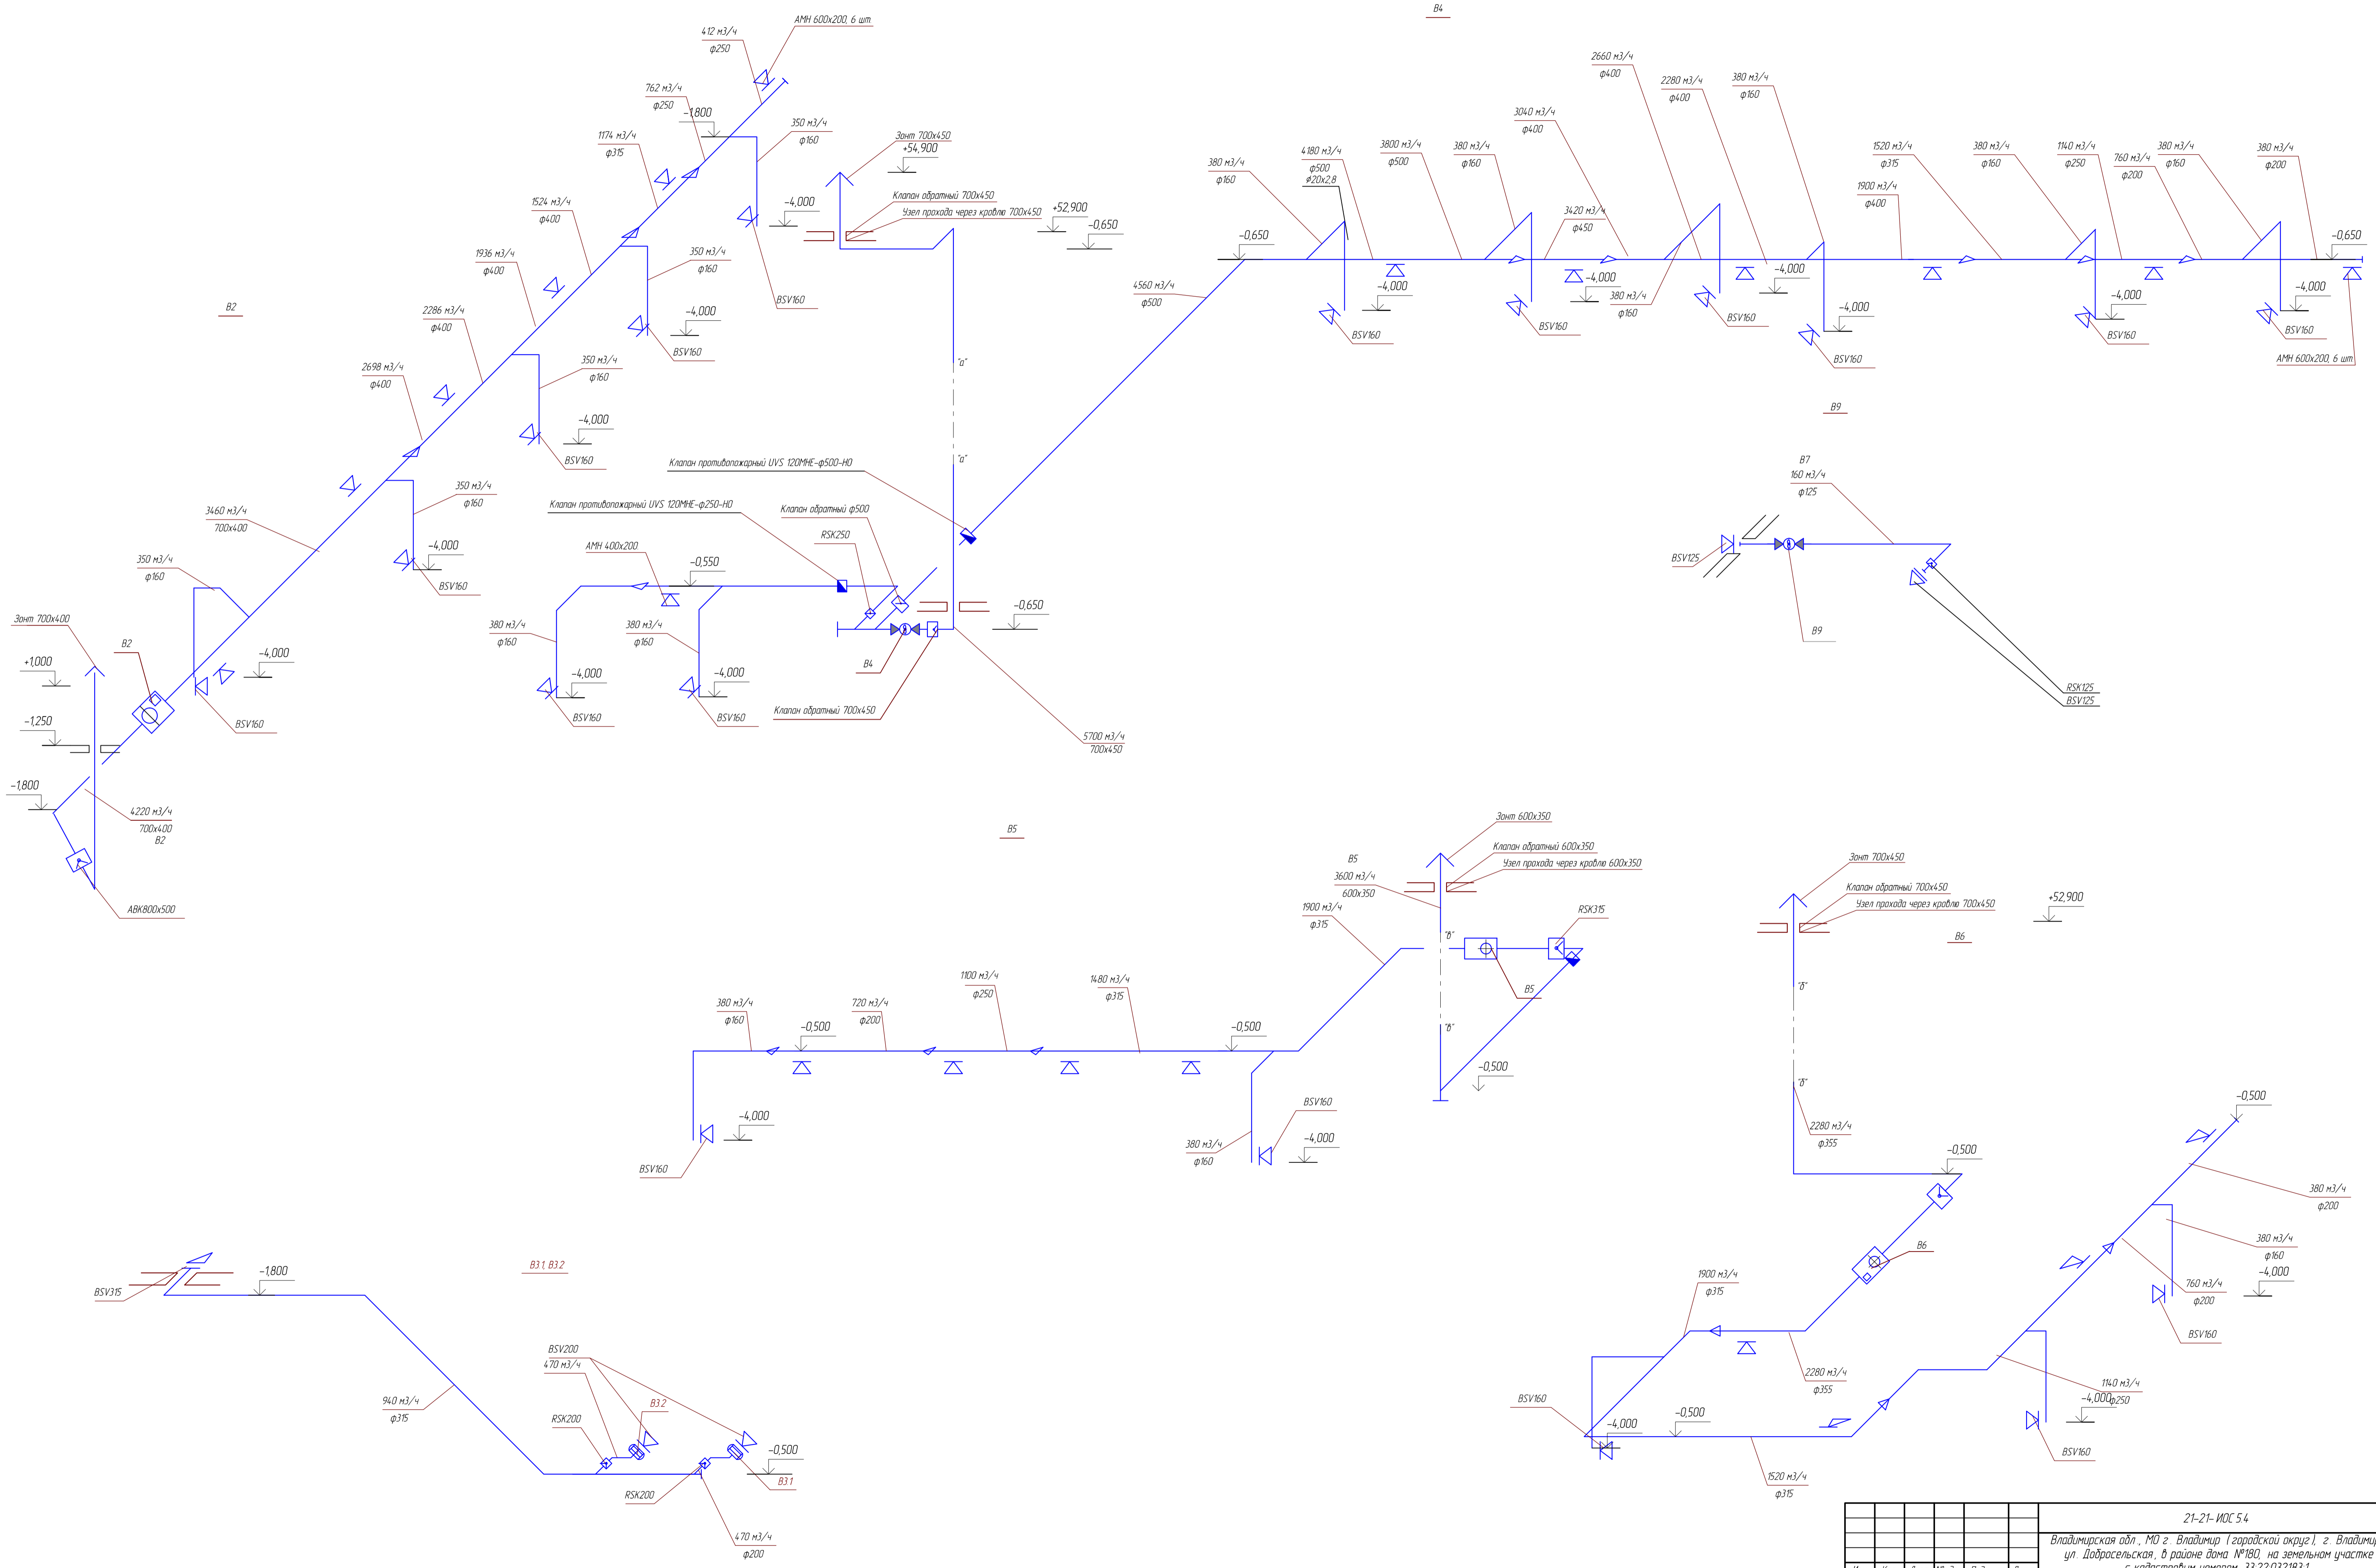 В2
АМН 600х200, 6 шт
412 м3/ч
ф250
762 м3/ч
ф250
-1,800
350 м3/ч
ф160
1174 м3/ч
ф315
1524 м3/ч
ф400
-4,000
BSV160
1936 м3/ч
ф400
350 м3/ч
ф160
-4,000
BSV160
2286 м3/ч
ф400
350 м3/ч
ф160
-4,000
BSV160
2698 м3/ч
ф400
350 м3/ч
ф160
-4,000
BSV160
3460 м3/ч
700х400
350 м3/ч
ф160
-4,000
BSV160
Зонт 700х400
В2
+1,000
-1,250
-1,800
4220 м3/ч
700х400
В2
АВК800х500
В4
Зонт 700х450
+54,900
Клапан обратный 700х450
Узел прохода через кровлю 700х450
+52,900
-0,650
"а"
"а"
Клапан противопожарный UVS 120МНЕ-ф500-НО
Клапан противопожарный UVS 120МНЕ-ф250-НО
Клапан обратный ф500
RSK250
АМН 400х200
-0,550
-0,650
380 м3/ч
ф160
380 м3/ч
ф160
-4,000
-4,000
BSV160
BSV160
В4
Клапан обратный 700х450
5700 м3/ч
700х450
4560 м3/ч
ф500
-0,650
380 м3/ч
ф160
4180 м3/ч
ф500
ø20х2,8
3800 м3/ч
ф500
380 м3/ч
ф160
3040 м3/ч
ф400
3420 м3/ч
ф450
2660 м3/ч
ф400
2280 м3/ч
ф400
380 м3/ч
ф160
1520 м3/ч
ф315
1900 м3/ч
ф400
380 м3/ч
ф160
1140 м3/ч
ф250
760 м3/ч
ф200
380 м3/ч
ф160
380 м3/ч
ф200
-0,650
-4,000
BSV160
-4,000
BSV160
380 м3/ч
ф160
-4,000
BSV160
-4,000
BSV160
-4,000
BSV160
-4,000
BSV160
АМН 600х200, 6 шт
В9
В7
160 м3/ч
ф125
BSV125
В9
RSK125
BSV125
В5
Зонт 600х350
Клапан обратный 600х350
Узел прохода через кровлю 600х350
В5
3600 м3/ч
600х350
1900 м3/ч
ф315
RSK315
"в"
"в"
В5
-0,500
380 м3/ч
ф160
-0,500
720 м3/ч
ф200
1100 м3/ч
ф250
1480 м3/ч
ф315
-0,500
-4,000
BSV160
380 м3/ч
ф160
BSV160
-4,000
Зонт 700х450
Клапан обратный 700х450
Узел прохода через кровлю 700х450
+52,900
В6
"б"
"б"
2280 м3/ч
ф355
-0,500
В6
-0,500
380 м3/ч
ф200
380 м3/ч
ф160
-4,000
760 м3/ч
ф200
BSV160
1900 м3/ч
ф315
2280 м3/ч
ф355
1140 м3/ч
ф250
-4,000
BSV160
BSV160
-4,000
-0,500
1520 м3/ч
ф315
В3.1, В3.2
BSV315
-1,800
940 м3/ч
ф315
BSV200
470 м3/ч
RSK200
В3.2
-0,500
В3.1
RSK200
470 м3/ч
ф200
21-21-ИОС 5.4
Владимирская обл., МО г. Владимир (городской округ), г. Владимир
ул. Добросельская, в районе дома №180, на земельном участке
с кадастровым номером 33:22:032183:1